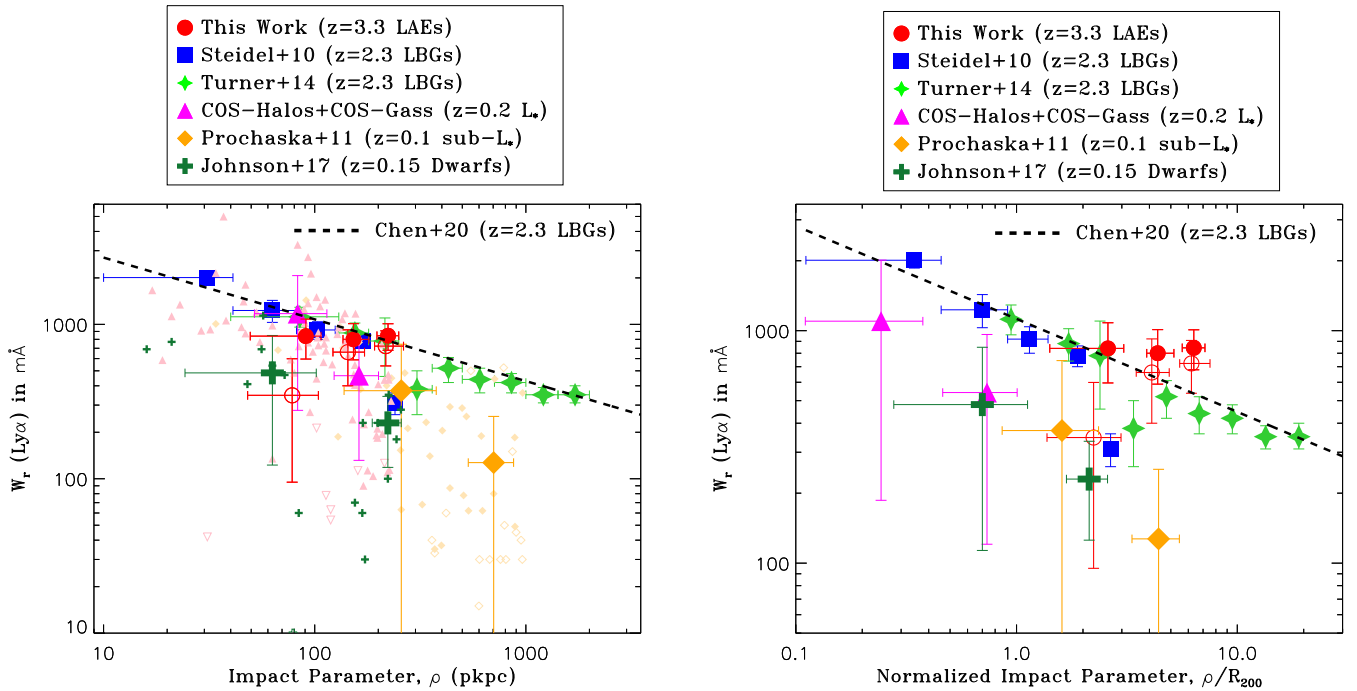 This Work (z=3.3 LAEs)
Steidel+10 (z=2.3 LBGs)
Turner+14 (z=2.3 LBGs)
COS-Halos+COS-Gass (z=0.2 L*)
Prochaska+11 (z=0.1 sub-L*)
Johnson+17 (z=0.15 Dwarfs)
Chen+20 (z=2.3 LBGs)
1000
100
10
Wr (Lyα) in mÅ
10
100
1000
Impact Parameter, ρ (pkpc)
This Work (z=3.3 LAEs)
Steidel+10 (z=2.3 LBGs)
Turner+14 (z=2.3 LBGs)
COS-Halos+COS-Gass (z=0.2 L*)
Prochaska+11 (z=0.1 sub-L*)
Johnson+17 (z=0.15 Dwarfs)
Chen+20 (z=2.3 LBGs)
1000
100
Wr (Lyα) in mÅ
0.1
1.0
10.0
Normalized Impact Parameter, ρ/R200